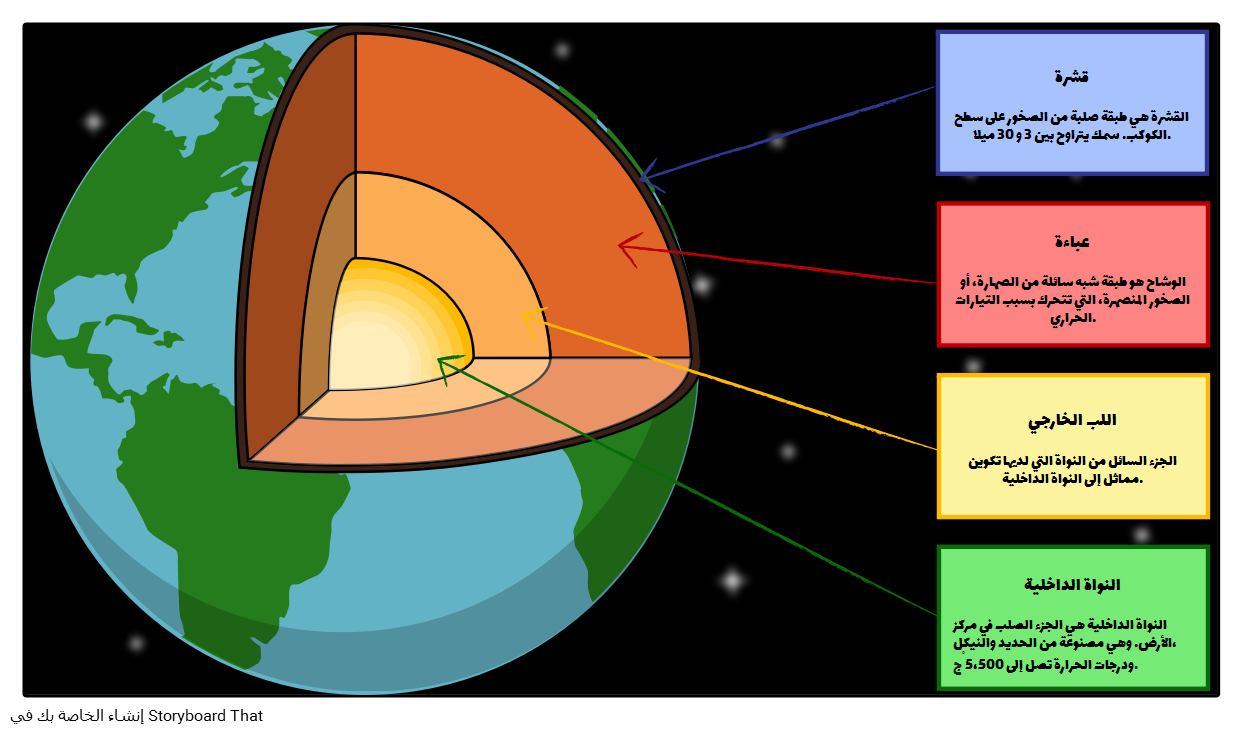 قشرة
القشرة هي طبقة صلبة من الصخور على سطح
الكوكب. سمك يتراوح بين 3 و 30 ميلا.
عباءة
الوشاح هو طبقة شبه سائلة من الصهارة، أو
الصخور المنصهرة، التي تتحرك بسبب التيارات
الحراري.
اللب الخارجي
الجزء السائل من النواة التي لديها تكوين
مماثل إلى النواة الداخلية.
النواة الداخلية
النواة الداخلية هي الجزء الصلب في مركز
الأرض. وهي مصنوعة من الحديد والنيكل،
ودرجات الحرارة تصل إلى 5،500 ج.
إنشاء الخاصة بك في Storyboard That